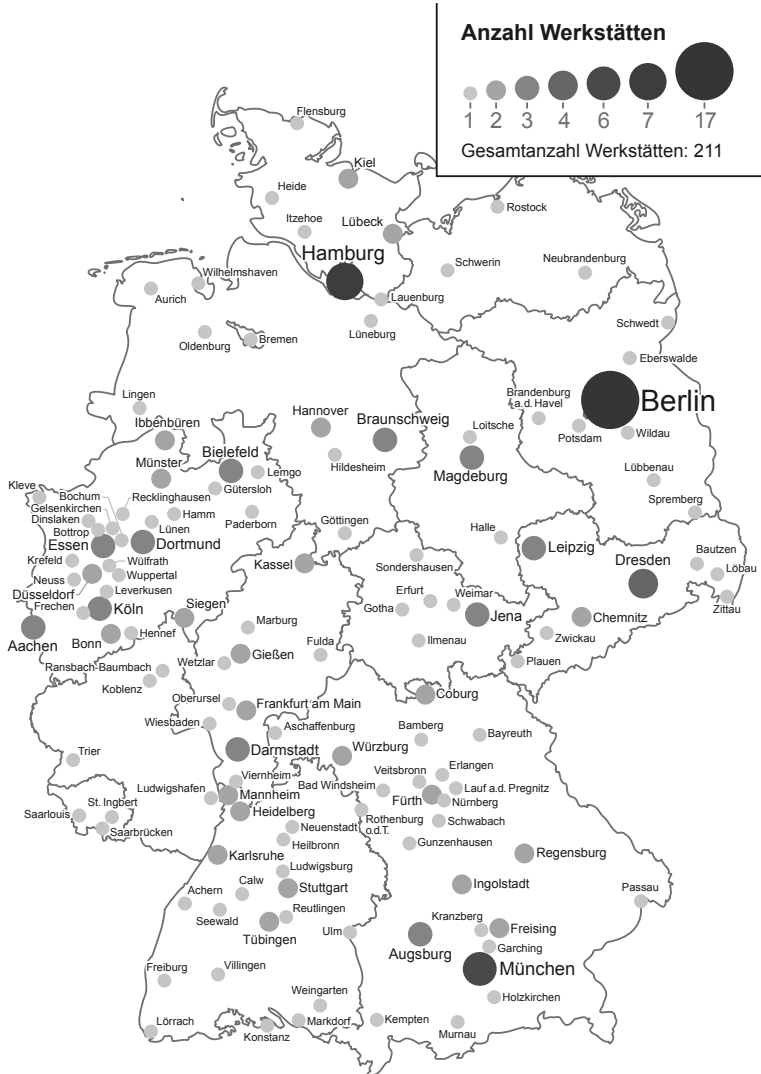 Anzahl Werkstätten
1 2 3 4 6 7 17
Gesamtanzahl Werkstätten: 211
Flensburg
Kiel
Heide
Rostock
Itzehoe
Lübeck
Hamburg
Schwerin
Neubrandenburg
Wilhelmshaven
Aurich
Lauenburg
Schwedt
Lüneburg
Oldenburg
Bremen
Eberswalde
Lingen
Brandenburg
a.d. Havel
Berlin
Ibbenbüren
Hannover
Braunschweig
Loitsche
Potsdam
Wildau
Münster
Bielefeld
Lemgo
Hildesheim
Magdeburg
Lübbenau
Kleve
Gütersloh
Bochum
Recklinghausen
Gelsenkirchen
Spremberg
Dinslaken
Hamm
Paderborn
Göttingen
Bottrop
Lünen
Halle
Essen
Dortmund
Leipzig
Krefeld
Wülfrath
Kassel
Sondershausen
Dresden
Bautzen
Neuss
Wuppertal
Löbau
Düsseldorf
Leverkusen
Erfurt
Weimar
Frechen
Köln
Siegen
Gotha
Jena
Chemnitz
Zittau
Aachen
Bonn
Hennef
Marburg
Ilmenau
Zwickau
Ransbach-Baumbach
Wetzlar
Gießen
Fulda
Plauen
Koblenz
Coburg
Oberursel
Frankfurt am Main
Wiesbaden
Aschaffenburg
Bamberg
Bayreuth
Trier
Darmstadt
Würzburg
Viernheim
Veitsbronn
Erlangen
Ludwigshafen
Mannheim
Bad Windsheim
Lauf a.d. Pregnitz
Fürth
Nürnberg
Saarlouis
St. Ingbert
Heidelberg
Rothenburg
o.d.T.
Schwabach
Saarbrücken
Neuenstadt
Heilbronn
Gunzenhausen
Karlsruhe
Regensburg
Ludwigsburg
Achern
Calw
Stuttgart
Ingolstadt
Passau
Seewald
Reutlingen
Kranzberg
Freising
Tübingen
Ulm
Augsburg
Garching
Freiburg
Villingen
München
Weingarten
Holzkirchen
Lörrach
Konstanz
Markdorf
Kempten
Murnau